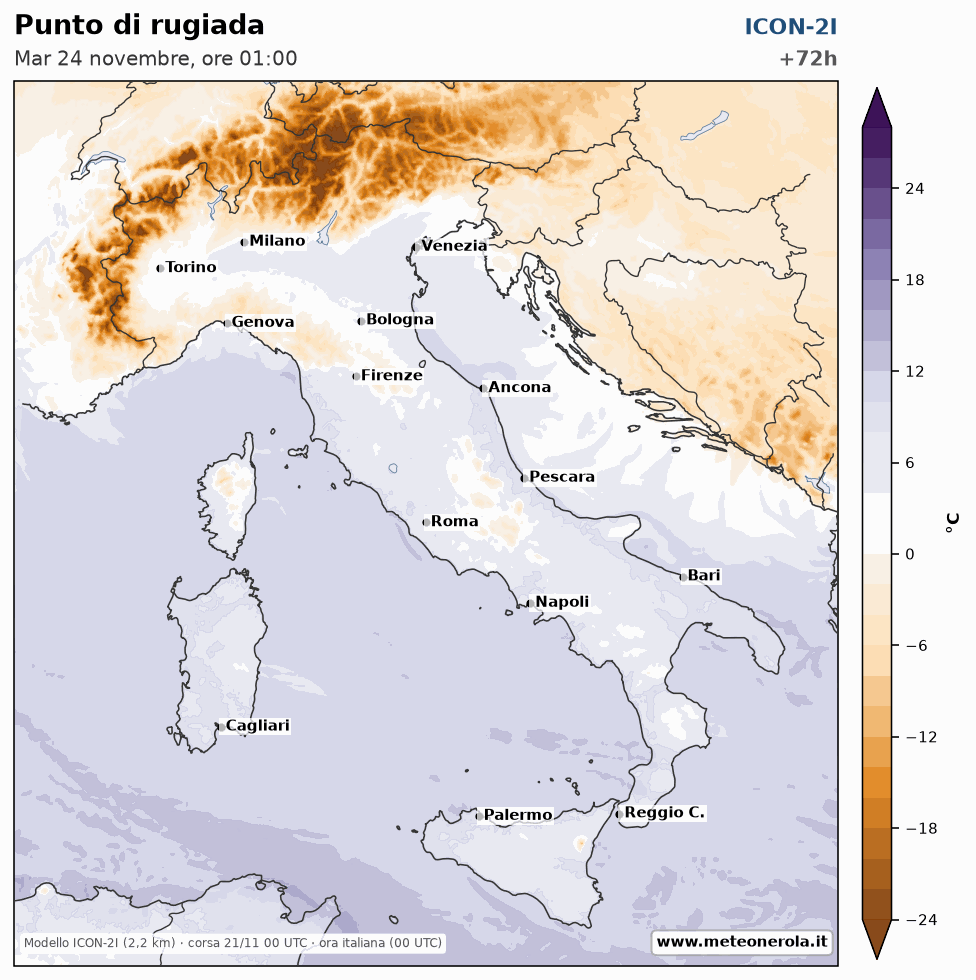 Punto di rugiada
ICON-2I
Mar 24 novembre, ore 01:00
+72h
Milano
Venezia
Torino
Genova
Bologna
Firenze
Ancona
Pescara
Roma
Bari
Napoli
Cagliari
Palermo
Reggio C.
24
18
12
6
0
−6
−12
−18
−24
°C
Modello ICON-2I (2,2 km) · corsa 21/11 00 UTC · ora italiana (00 UTC)
www.meteonerola.it